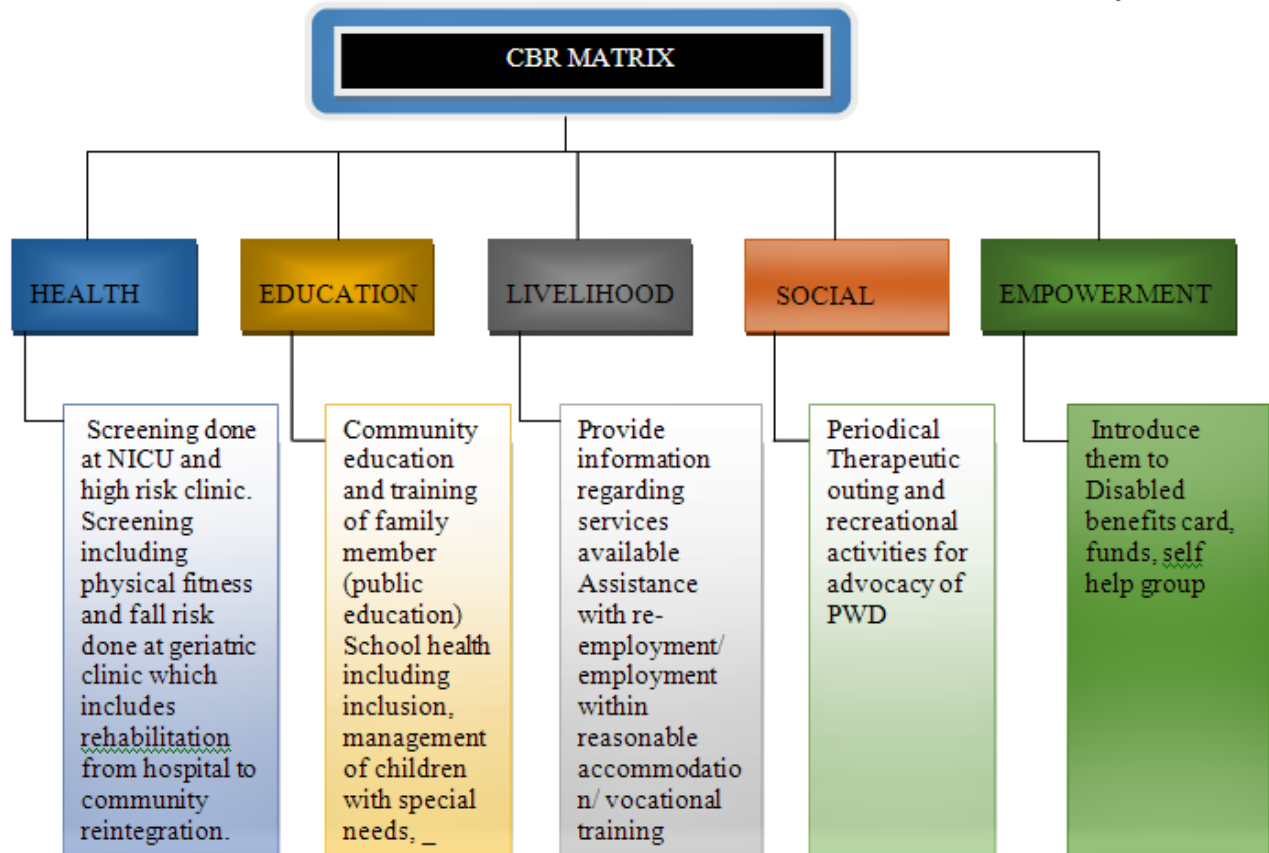 CBR MATRIX
HEALTH
EDUCATION
LIVELIHOOD
SOCIAL
EMPOWERMENT
Screening done
at NICU and
high risk clinic.
Screening
including
physical fitness
and fall risk
done at geriatric
clinic which
includes
rehabilitation
from hospital to
community
reintegration.
Community
education
and training
of family
member
(public
education)
School health
including
inclusion,
management
of children
with special
needs, _
Provide
information
regarding
services
available
Assistance
with re-
employment/
employment
within
reasonable
accommodatio
n/ vocational
training
Periodical
Therapeutic
outing and
recreational
activities for
advocacy of
PWD
Introduce
them to
Disabled
benefits card,
funds, self
help group